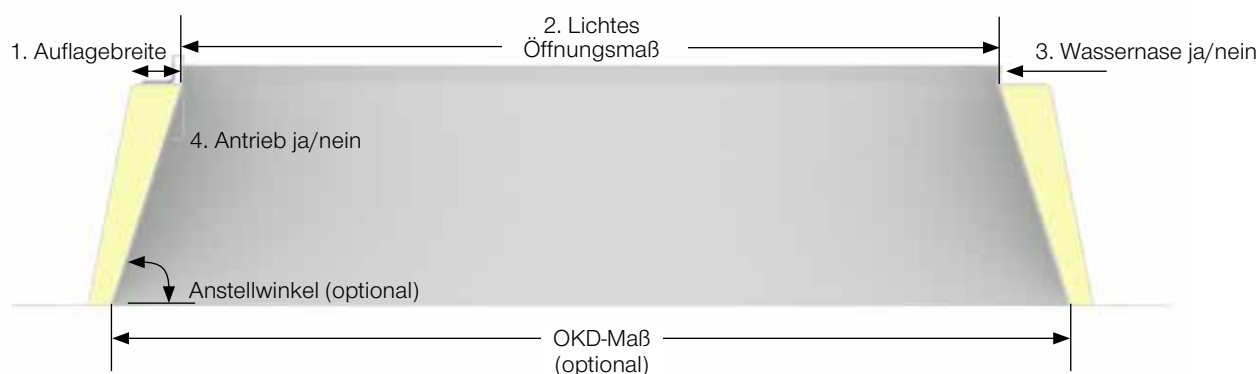 2. Lichtes
Öffnungsmaß
1. Auflagebreite
3. Wassernase ja/nein
4. Antrieb ja/nein
Anstellwinkel (optional)
OKD-Maß
(optional)